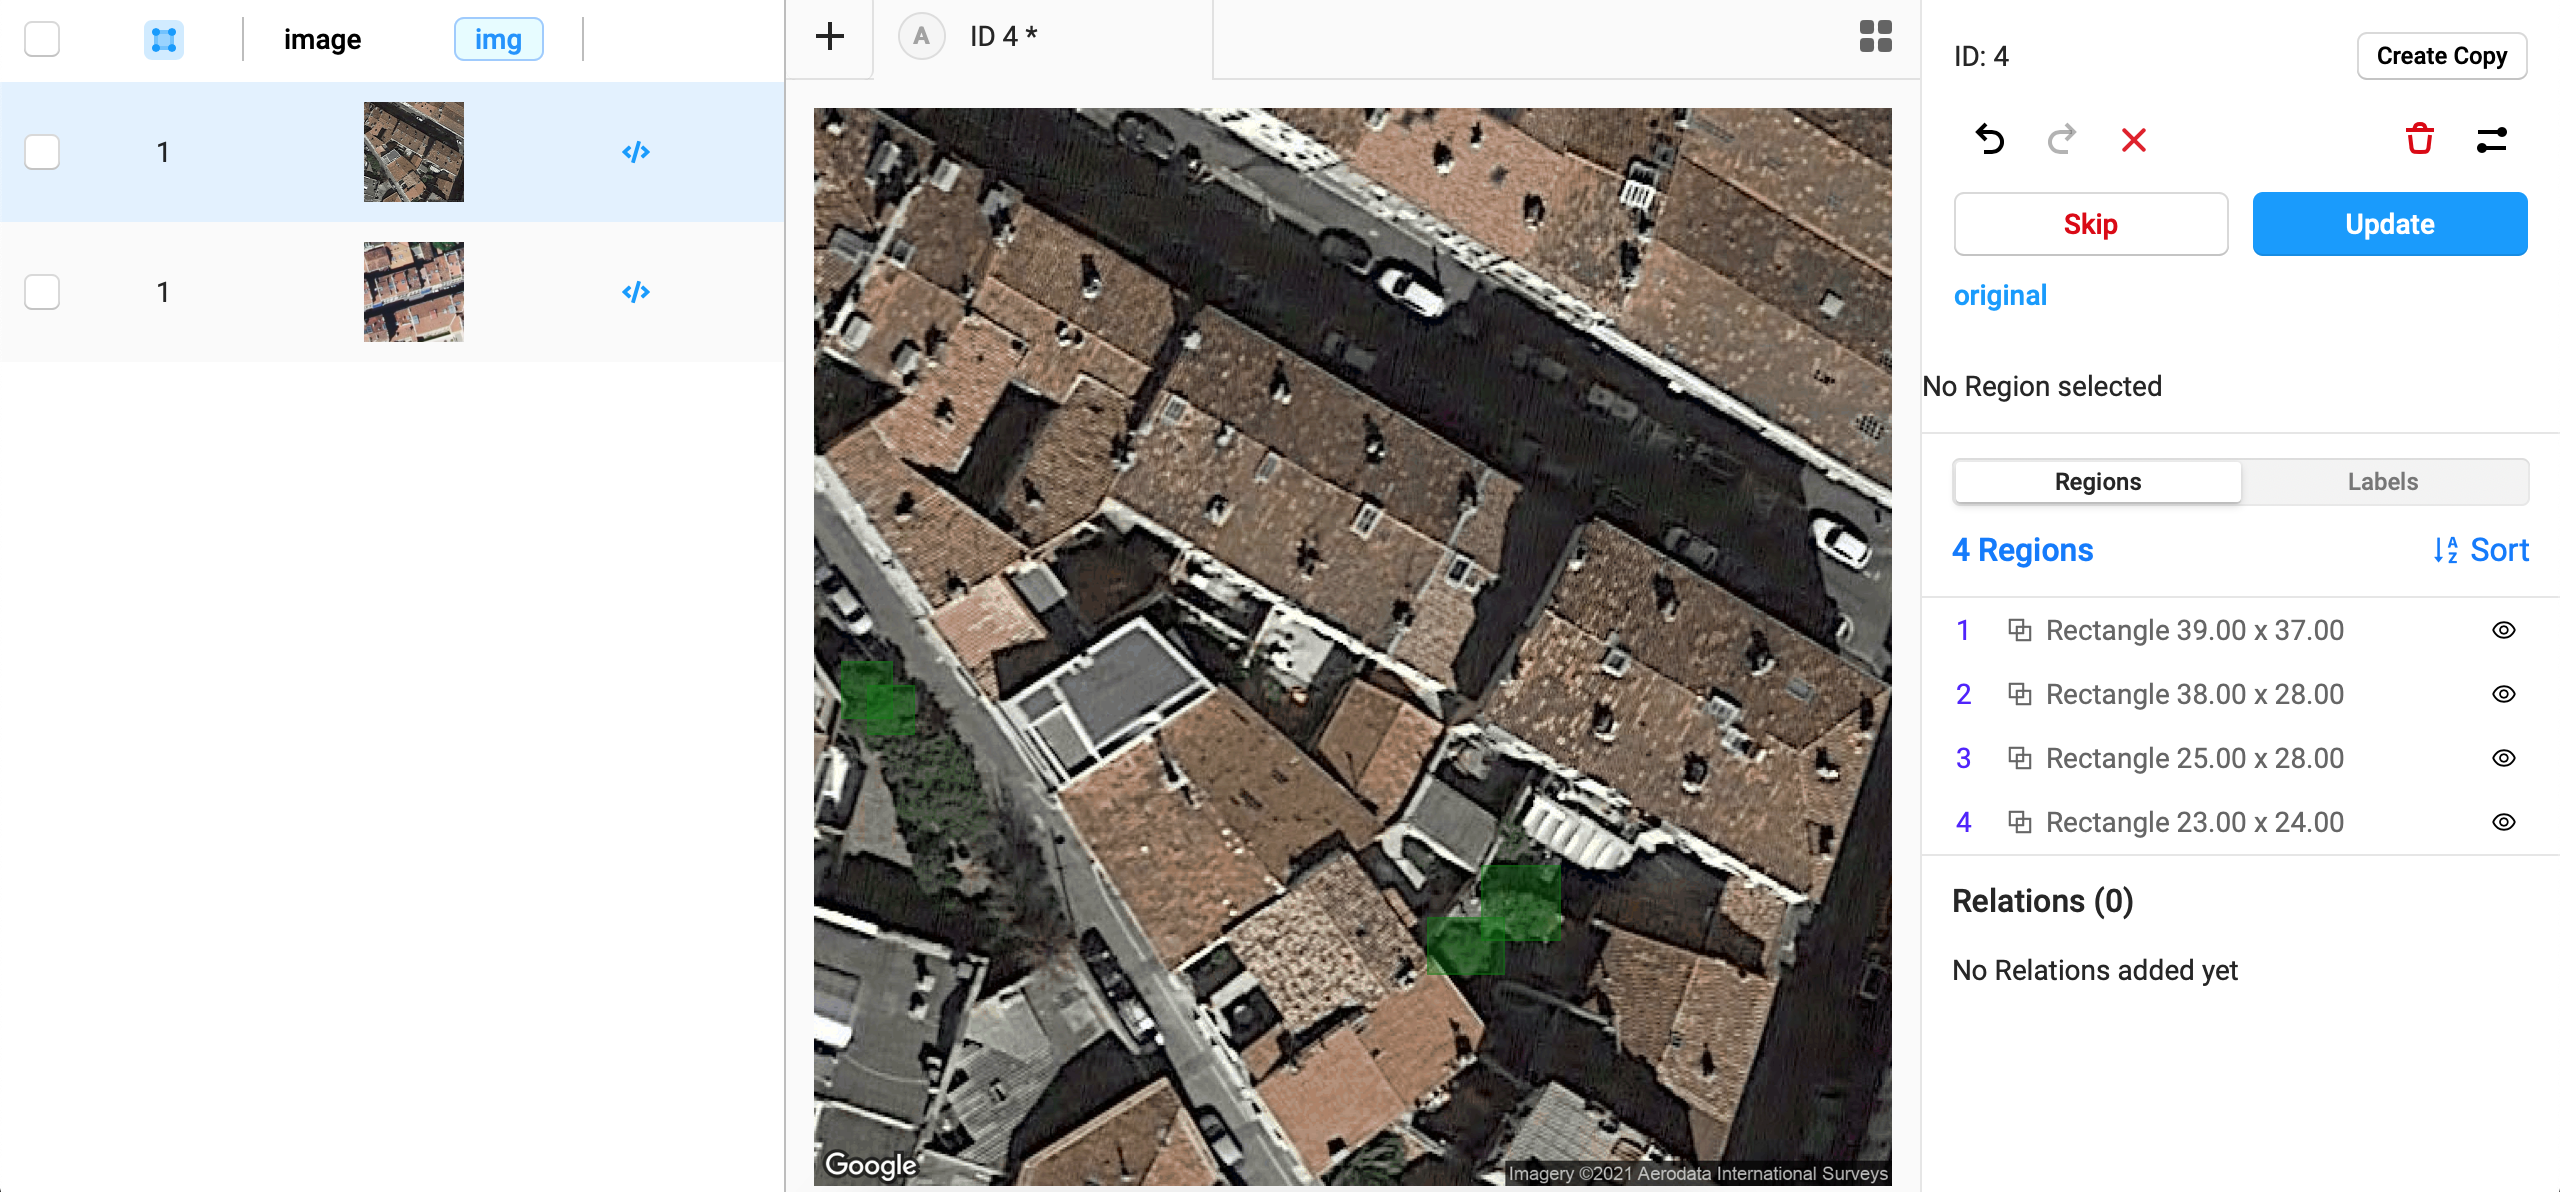 image img
1
1
A ID 4 *
ID: 4 Create Copy
Skip Update
original
No Region selected
Regions Labels
4 Regions Sort
1 Rectangle 39.00 x 37.00
2 Rectangle 38.00 x 28.00
3 Rectangle 25.00 x 28.00
4 Rectangle 23.00 x 24.00
Relations (0)
No Relations added yet
Google
Imagery ©2021 Aerodata International Surveys